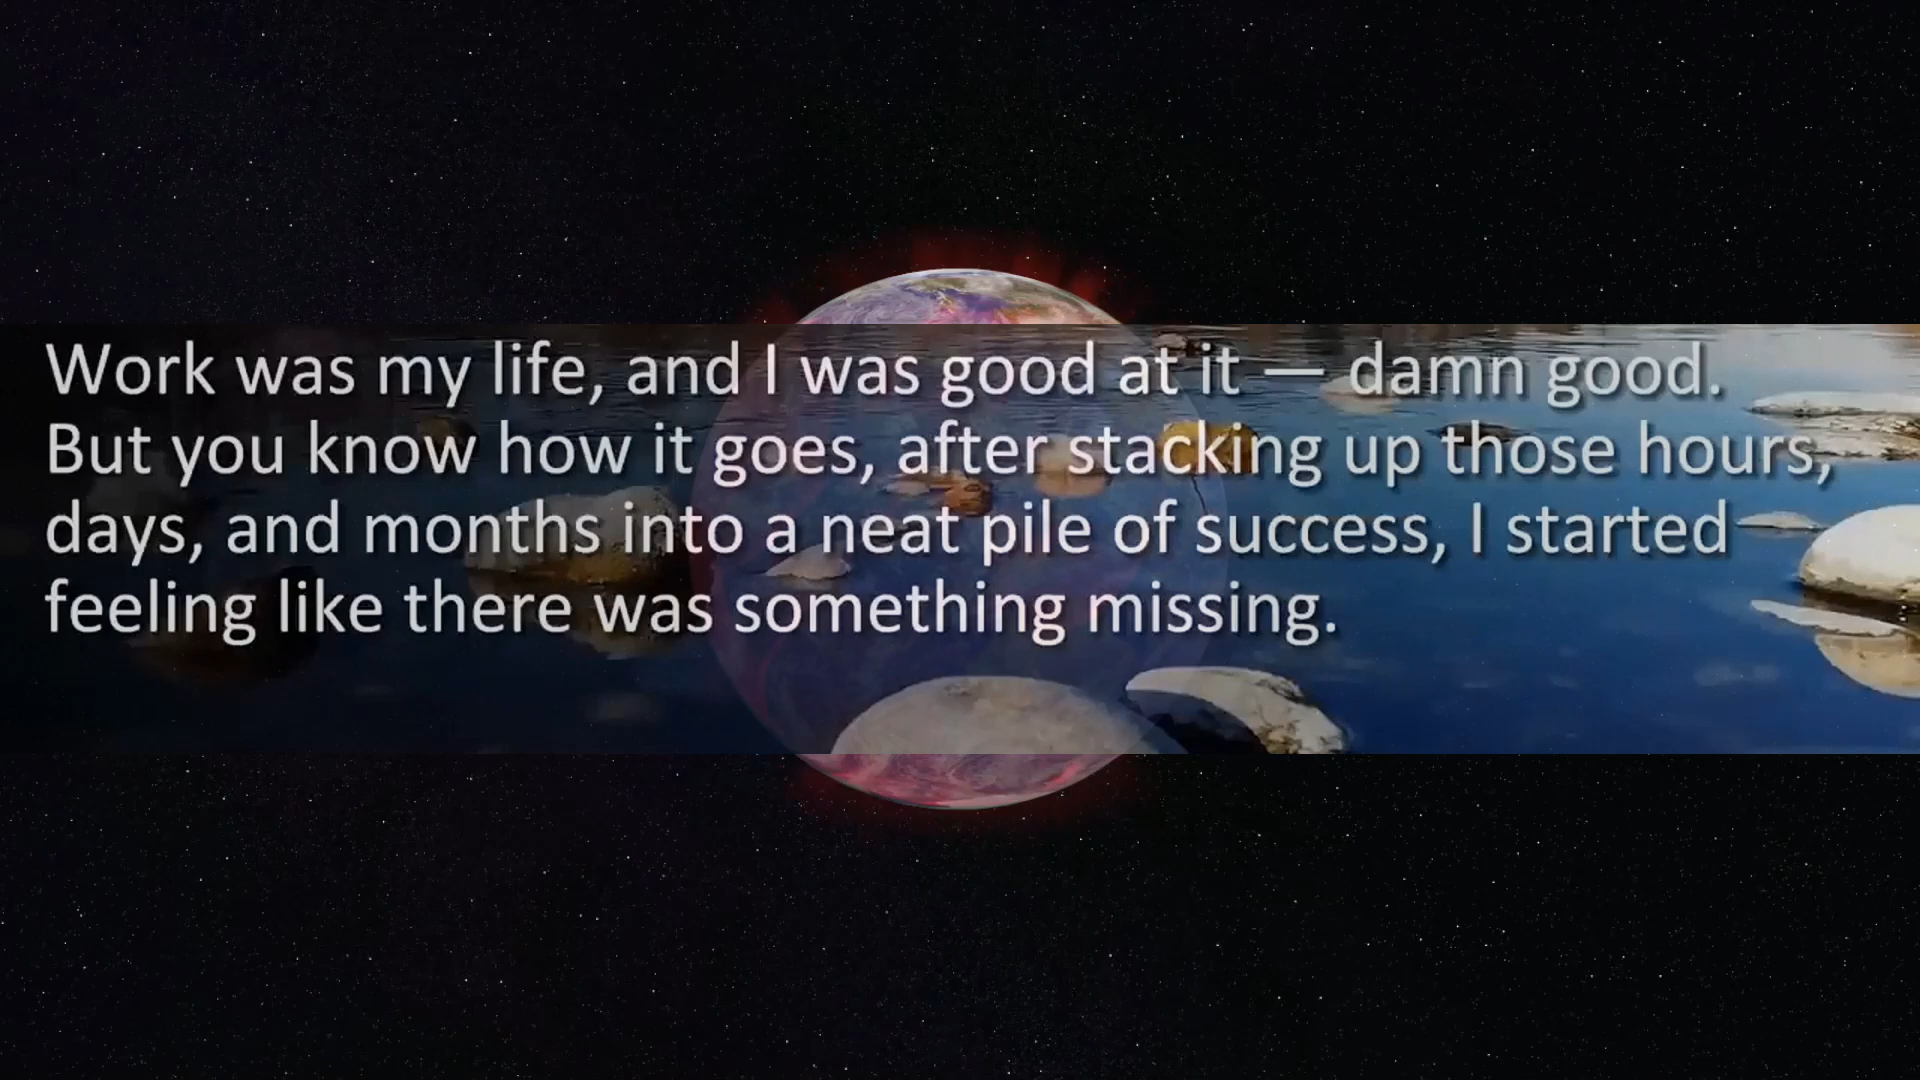 Work was my life, and I was good at it — damn good.
But you know how it goes, after stacking up those hours,
days, and months into a neat pile of success, I started
feeling like there was something missing.